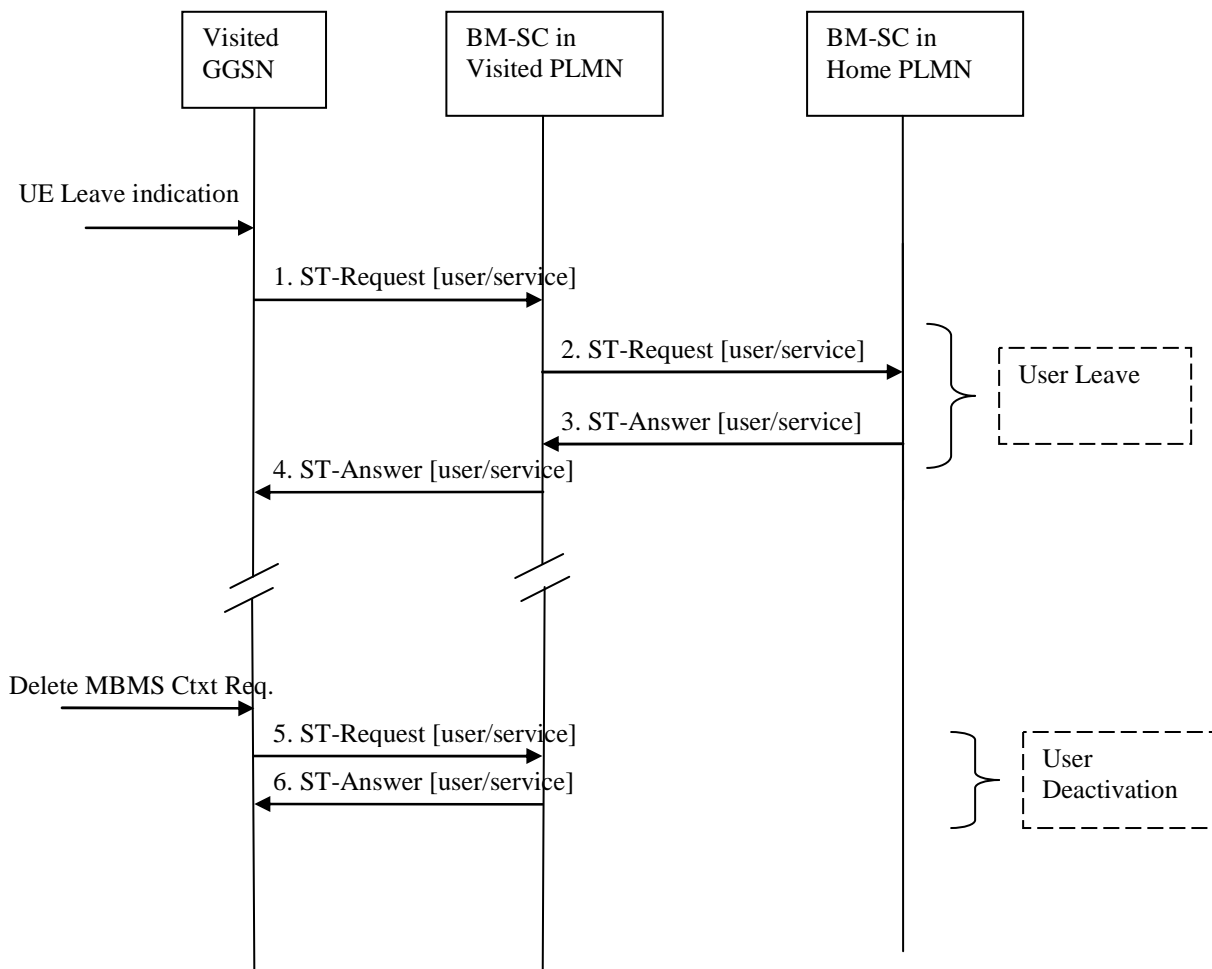 Visited
GGSN
BM-SC in
Visited PLMN
BM-SC in
Home PLMN
UE Leave indication
1. ST-Request [user/service]
2. ST-Request [user/service]
User Leave
3. ST-Answer [user/service]
4. ST-Answer [user/service]
Delete MBMS Ctxt Req.
5. ST-Request [user/service]
6. ST-Answer [user/service]
User
Deactivation